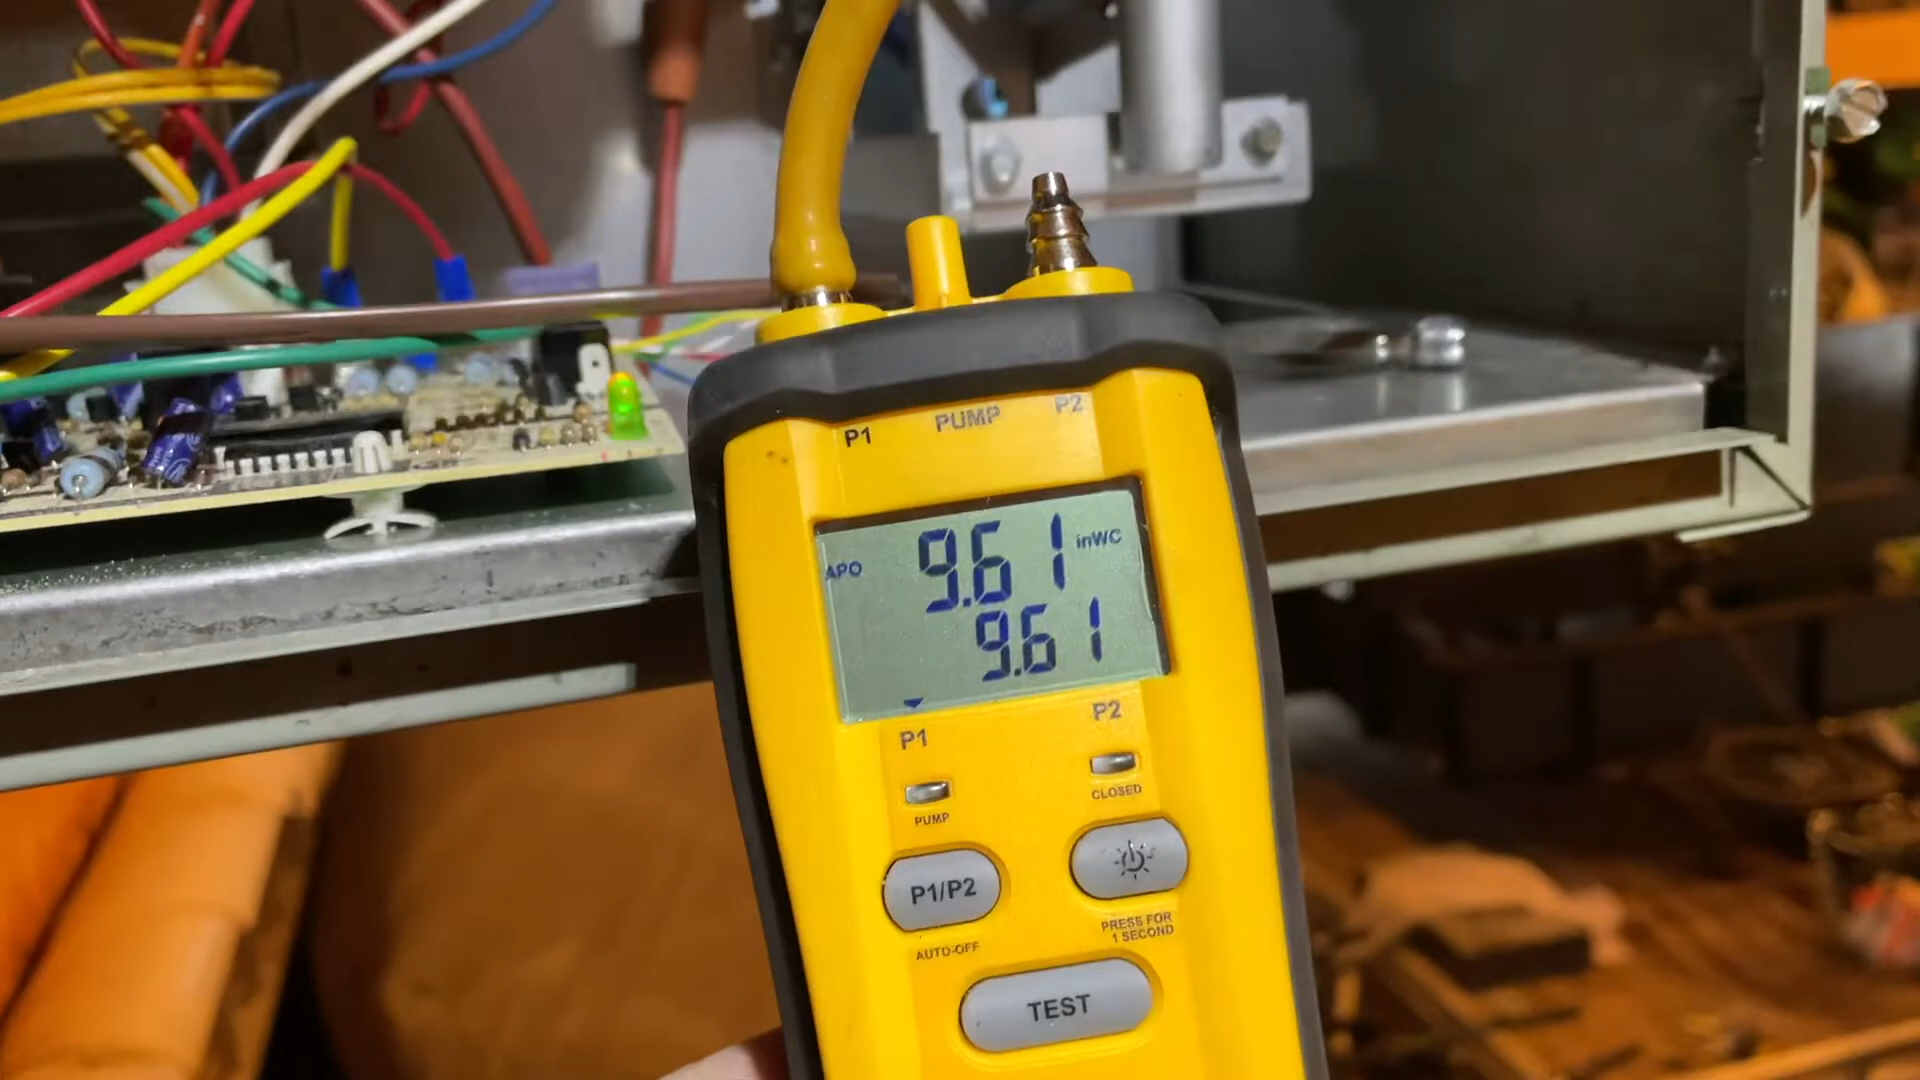 P1 PUMP P2
9.61 inWC
APO
9.61
P1 P2
PUMP CLOSED
P1/P2
AUTO-OFF PRESS FOR
1 SECOND
TEST